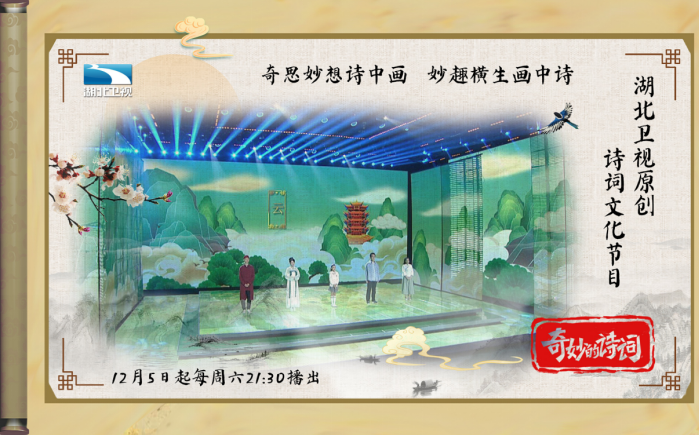 湖北卫视
奇思妙想诗中画 妙趣横生画中诗
湖北卫视原创
诗词文化节目
云
奇妙的诗词
12月5日起每周六21:30播出